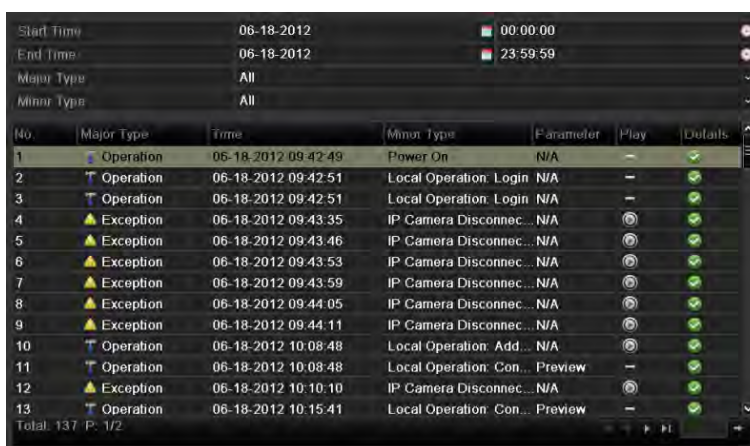 Start Time 06-18-2012 00:00:00
End Time 06-18-2012 23:59:59
Major Type All
Minor Type All
No. Major Type Time Minor Type Parameter Play Details
1 Operation 06-18-2012 09:42:49 Power On N/A —
2 Operation 06-18-2012 09:42:51 Local Operation: Login N/A —
3 Operation 06-18-2012 09:42:51 Local Operation: Login N/A —
4 Exception 06-18-2012 09:43:35 IP Camera Disconnec... N/A
5 Exception 06-18-2012 09:43:46 IP Camera Disconnec... N/A
6 Exception 06-18-2012 09:43:53 IP Camera Disconnec... N/A
7 Exception 06-18-2012 09:43:59 IP Camera Disconnec... N/A
8 Exception 06-18-2012 09:44:05 IP Camera Disconnec... N/A
9 Exception 06-18-2012 09:44:11 IP Camera Disconnec... N/A
10 Operation 06-18-2012 10:08:48 Local Operation: Add... N/A
11 Operation 06-18-2012 10:08:48 Local Operation: Con... Preview —
12 Exception 06-18-2012 10:10:10 IP Camera Disconnec... N/A
13 Operation 06-18-2012 10:15:41 Local Operation: Con... Preview —
Total: 137 P: 1/2